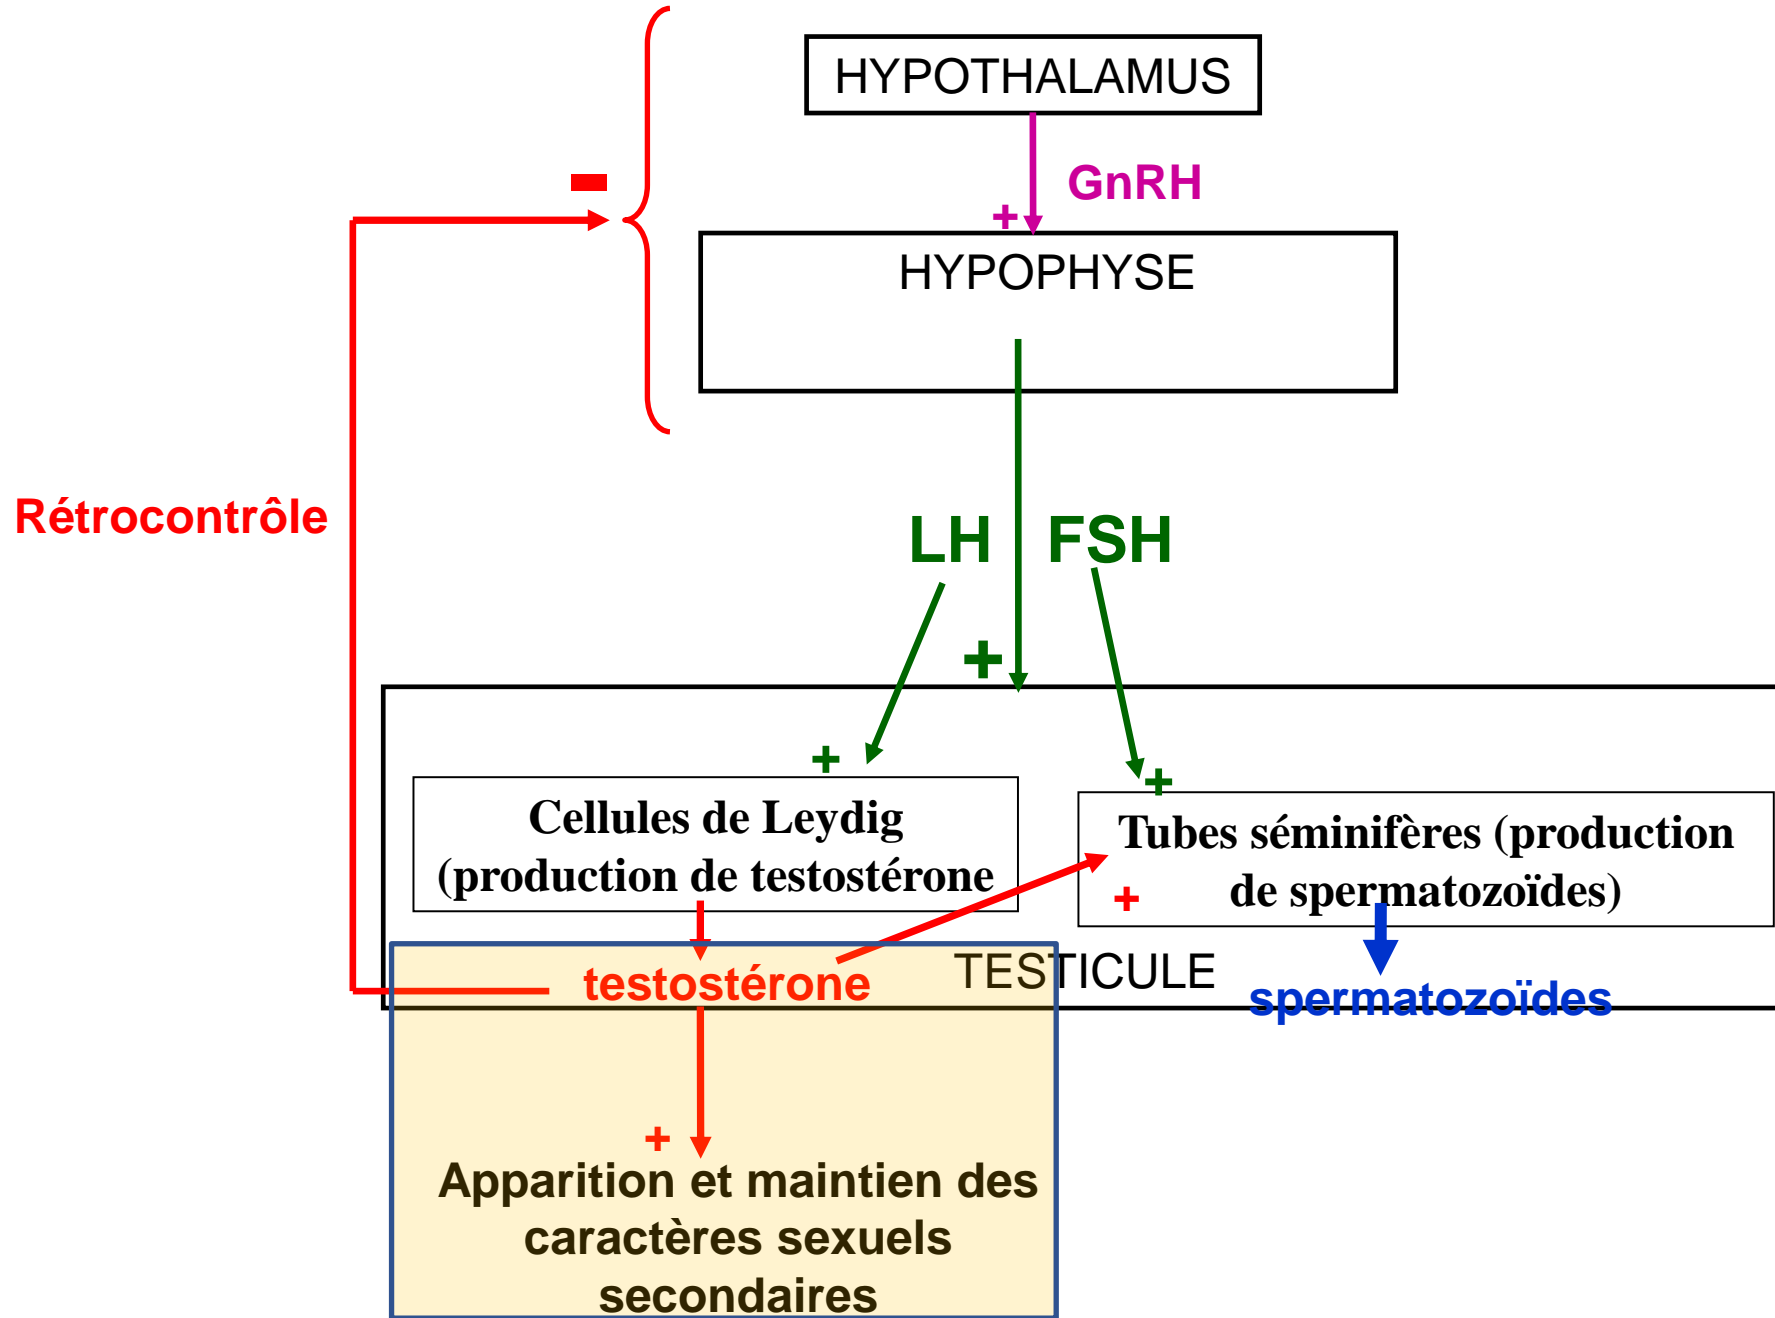 HYPOTHALAMUS
-
GnRH
+
HYPOPHYSE
Rétrocontrôle
LH
FSH
+
+
+
Cellules de Leydig
(production de testostérone
Tubes séminifères (production
de spermatozoïdes)
+
testostérone
TESTICULE
spermatozoïdes
+
Apparition et maintien des
caractères sexuels
secondaires